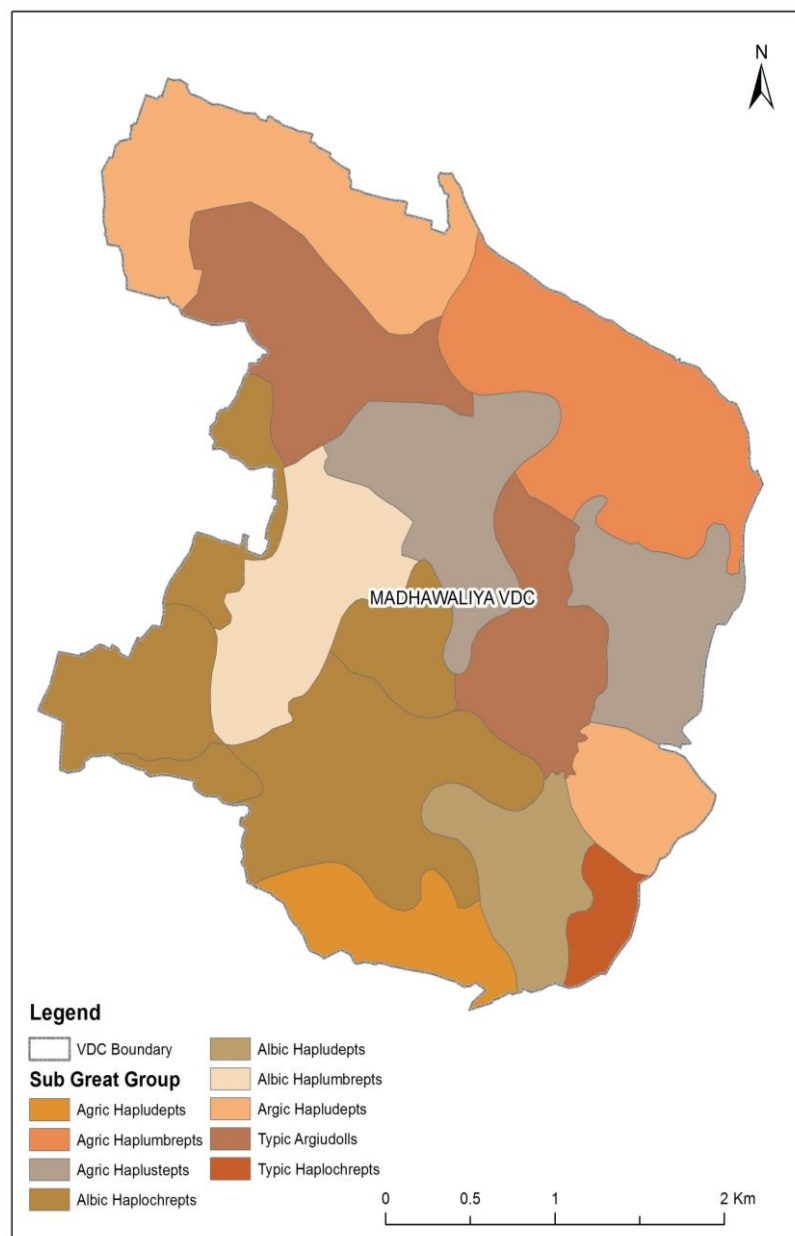 N
MADHAWALIYA VDC
Legend
VDC Boundary
Sub Great Group
Agric Hapludepts
Agric Haplumbrepts
Agric Haplustepts
Albic Haplochrepts
Albic Hapludepts
Albic Haplumbrepts
Argic Hapludepts
Typic Argiudolls
Typic Haplochrepts
0 0.5 1 2 Km